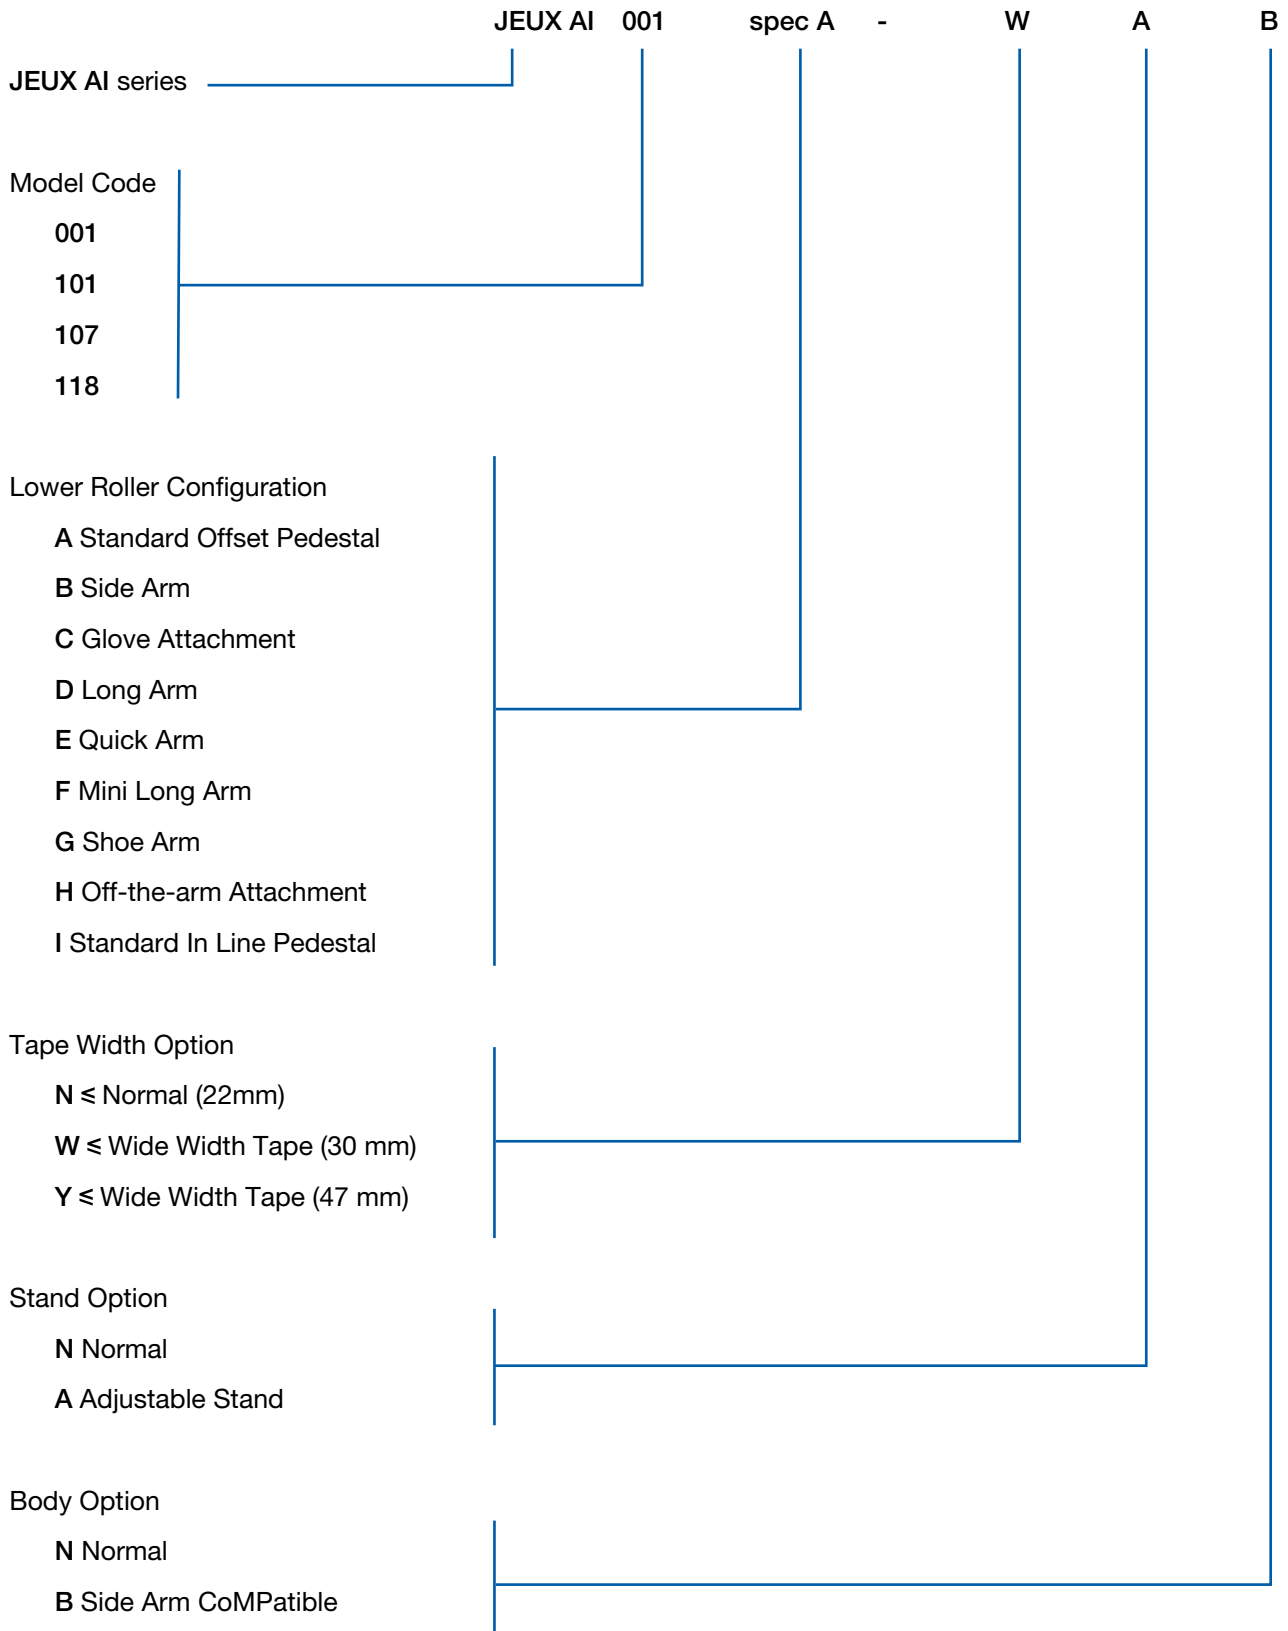 JEUX AI 001 spec A - W A B
JEUX AI series
Model Code
001
101
107
118
Lower Roller Configuration
A Standard Offset Pedestal
B Side Arm
C Glove Attachment
D Long Arm
E Quick Arm
F Mini Long Arm
G Shoe Arm
H Off-the-arm Attachment
I Standard In Line Pedestal
Tape Width Option
N ≤ Normal (22mm)
W ≤ Wide Width Tape (30 mm)
Y ≤ Wide Width Tape (47 mm)
Stand Option
N Normal
A Adjustable Stand
Body Option
N Normal
B Side Arm CoMPatible